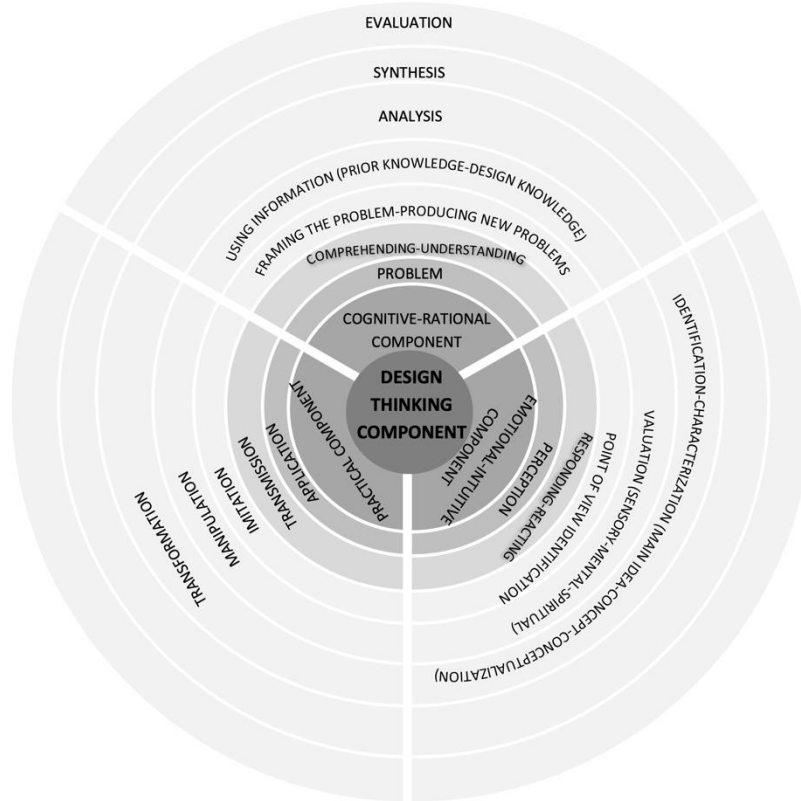 EVALUATION
SYNTHESIS
ANALYSIS
USING INFORMATION (PRIOR KNOWLEDGE-DESIGN KNOWLEDGE)
FRAMING THE PROBLEM-PRODUCING NEW PROBLEMS
COMPREHENDING-UNDERSTANDING
PROBLEM
COGNITIVE-RATIONAL
COMPONENT
DESIGN
THINKING
COMPONENT
EMOTIONAL-INTUITIVE
COMPONENT
PERCEPTION
RESPONDING-REACTING
POINT OF VIEW IDENTIFICATION
VALUATION (SENSORY-MENTAL-SPIRITUAL)
IDENTIFICATION-CHARACTERIZATION (MAIN IDEA-CONCEPT-CONCEPTUALIZATION)
PRACTICAL COMPONENT
APPLICATION
TRANSMISSION
IMITATION
MANIPULATION
TRANSFORMATION